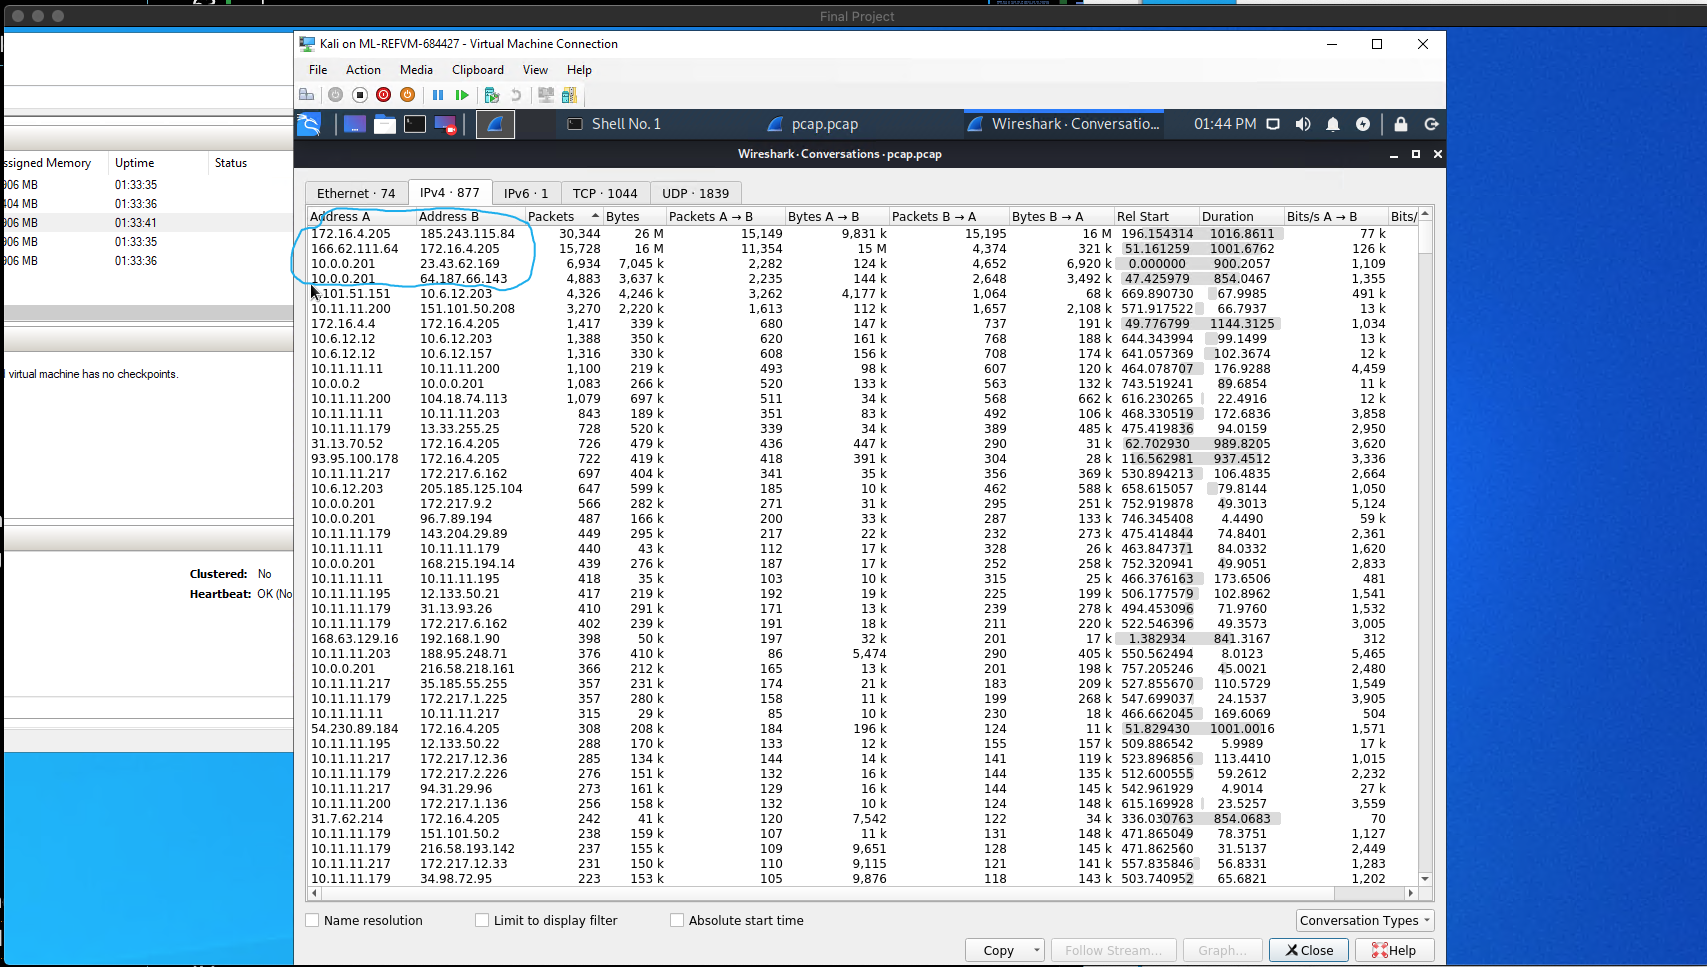 Final Project
Kali on ML-REFVM-684427 - Virtual Machine Connection
File Action Media Clipboard View Help
Shell No. 1 pcap.pcap Wireshark · Conversatio... 01:44 PM
Wireshark · Conversations · pcap.pcap
ssigned Memory Uptime Status
906 MB 01:33:35
404 MB 01:33:36
906 MB 01:33:41
906 MB 01:33:35
906 MB 01:33:36
virtual machine has no checkpoints.
Clustered: No
Heartbeat: OK (No
Ethernet · 74 IPv4 · 877 IPv6 · 1 TCP · 1044 UDP · 1839
Address A Address B Packets Bytes Packets A → B Bytes A → B Packets B → A Bytes B → A Rel Start Duration Bits/s A → B Bits/
172.16.4.205 185.243.115.84 30,344 26 M 15,149 9,831 k 15,195 16 M 196.154314 1016.8611 77 k
166.62.111.64 172.16.4.205 15,728 16 M 11,354 15 M 4,374 321 k 51.161259 1001.6762 126 k
10.0.0.201 23.43.62.169 6,934 7,045 k 2,282 124 k 4,652 6,920 k 0.000000 900.2057 1,109
10.0.0.201 64.187.66.143 4,883 3,637 k 2,235 144 k 2,648 3,492 k 47.425979 854.0467 1,355
.101.51.151 10.6.12.203 4,326 4,246 k 3,262 4,177 k 1,064 68 k 669.890730 67.9985 491 k
10.11.11.200 151.101.50.208 3,270 2,220 k 1,613 112 k 1,657 2,108 k 571.917522 66.7937 13 k
172.16.4.4 172.16.4.205 1,417 339 k 680 147 k 737 191 k 49.776799 1144.3125 1,034
10.6.12.12 10.6.12.203 1,388 350 k 620 161 k 768 188 k 644.343994 99.1499 13 k
10.6.12.12 10.6.12.157 1,316 330 k 608 156 k 708 174 k 641.057369 102.3674 12 k
10.11.11.11 10.11.11.200 1,100 219 k 493 98 k 607 120 k 464.078707 176.9288 4,459
10.0.0.2 10.0.0.201 1,083 266 k 520 133 k 563 132 k 743.519241 89.6854 11 k
10.11.11.200 104.18.74.113 1,079 697 k 511 34 k 568 662 k 616.230265 22.4916 12 k
10.11.11.11 10.11.11.203 843 189 k 351 83 k 492 106 k 468.330519 172.6836 3,858
10.11.11.179 13.33.255.25 728 520 k 339 34 k 389 485 k 475.419836 94.0159 2,950
31.13.70.52 172.16.4.205 726 479 k 436 447 k 290 31 k 62.702930 989.8205 3,620
93.95.100.178 172.16.4.205 722 419 k 418 391 k 304 28 k 116.562981 937.4512 3,336
10.11.11.217 172.217.6.162 697 404 k 341 35 k 356 369 k 530.894213 106.4835 2,664
10.6.12.203 205.185.125.104 647 599 k 185 10 k 462 588 k 658.615057 79.8144 1,050
10.0.0.201 172.217.9.2 566 282 k 271 31 k 295 251 k 752.919878 49.3013 5,124
10.0.0.201 96.7.89.194 487 166 k 200 33 k 287 133 k 746.345408 4.4490 59 k
10.11.11.179 143.204.29.89 449 295 k 217 22 k 232 273 k 475.414844 74.8401 2,361
10.11.11.11 10.11.11.179 440 43 k 112 17 k 328 26 k 463.847371 84.0332 1,620
10.0.0.201 168.215.194.14 439 276 k 187 17 k 252 258 k 752.320941 49.9051 2,833
10.11.11.11 10.11.11.195 418 35 k 103 10 k 315 25 k 466.376163 173.6506 481
10.11.11.195 12.133.50.21 417 219 k 192 19 k 225 199 k 506.177579 102.8962 1,541
10.11.11.179 31.13.93.26 410 291 k 171 13 k 239 278 k 494.453096 71.9760 1,532
10.11.11.179 172.217.6.162 402 239 k 191 18 k 211 220 k 522.546396 49.3573 3,005
168.63.129.16 192.168.1.90 398 50 k 197 32 k 201 17 k 1.382934 841.3167 312
10.11.11.203 188.95.248.71 376 410 k 86 5,474 290 405 k 550.562494 8.0123 5,465
10.0.0.201 216.58.218.161 366 212 k 165 13 k 201 198 k 757.205246 45.0021 2,480
10.11.11.217 35.185.55.255 357 231 k 174 21 k 183 209 k 527.855670 110.5729 1,549
10.11.11.179 172.217.1.225 357 280 k 158 11 k 199 268 k 547.699037 24.1537 3,905
10.11.11.11 10.11.11.217 315 29 k 85 10 k 230 18 k 466.662045 169.6069 504
54.230.89.184 172.16.4.205 308 208 k 184 196 k 124 11 k 51.829430 1001.0016 1,571
10.11.11.195 12.133.50.22 288 170 k 133 12 k 155 157 k 509.886542 5.9989 17 k
10.11.11.217 172.217.12.36 285 134 k 144 14 k 141 119 k 523.896856 113.4410 1,015
10.11.11.179 172.217.2.226 276 151 k 132 16 k 144 135 k 512.600555 59.2612 2,232
10.11.11.217 94.31.29.96 273 161 k 129 16 k 144 145 k 542.961929 4.9014 27 k
10.11.11.200 172.217.1.136 256 158 k 132 10 k 124 148 k 615.169928 23.5257 3,559
31.7.62.214 172.16.4.205 242 41 k 120 7,542 122 34 k 336.030763 854.0683 70
10.11.11.179 151.101.50.2 238 159 k 107 11 k 131 148 k 471.865049 78.3751 1,127
10.11.11.179 216.58.193.142 237 155 k 109 9,651 128 145 k 471.862560 31.5137 2,449
10.11.11.217 172.217.12.33 231 150 k 110 9,115 121 141 k 557.835846 56.8331 1,283
10.11.11.179 34.98.72.95 223 153 k 105 9,876 118 143 k 503.740952 65.6821 1,202
Name resolution Limit to display filter Absolute start time Conversation Types
Copy Follow Stream... Graph... Close Help